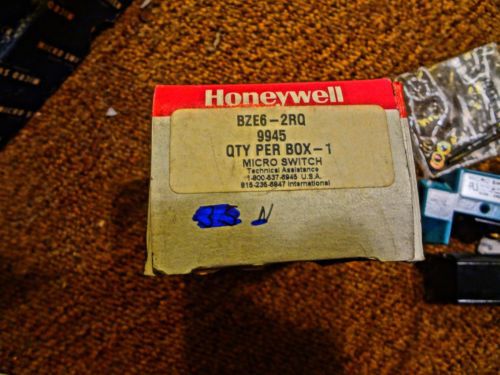 Honeywell
BZE6-2RQ
9945
QTY PER BOX-1
MICRO SWITCH
Technical Assistance
1-800-537-6945 U.S.A.
815-235-6847 International
N